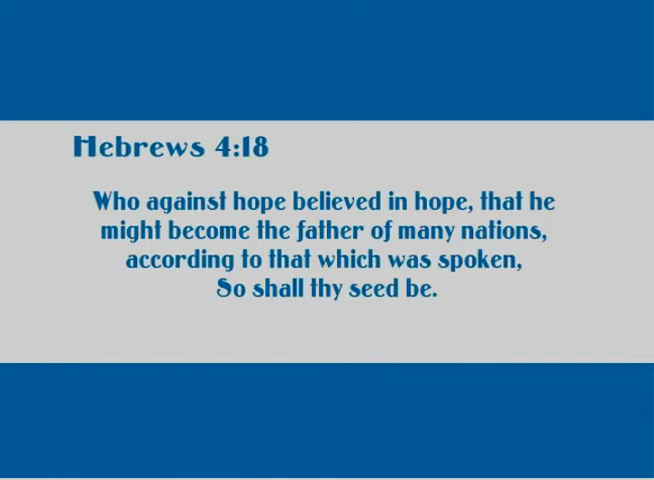 Hebrews 4:18
Who against hope believed in hope, that he
might become the father of many nations,
according to that which was spoken,
So shall thy seed be.